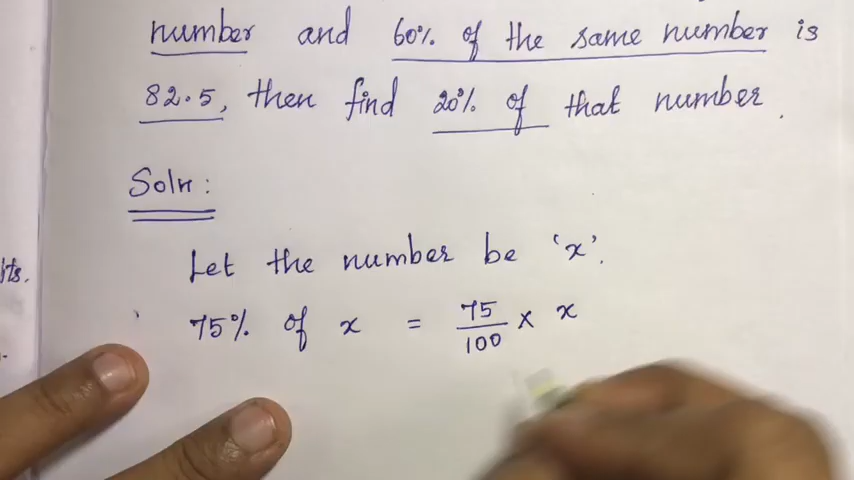 number and 60% of the same number is
82.5, then find 20% of that number.
Soln:
its.
Let the number be 'x'.
75% of x = 75/100 × x